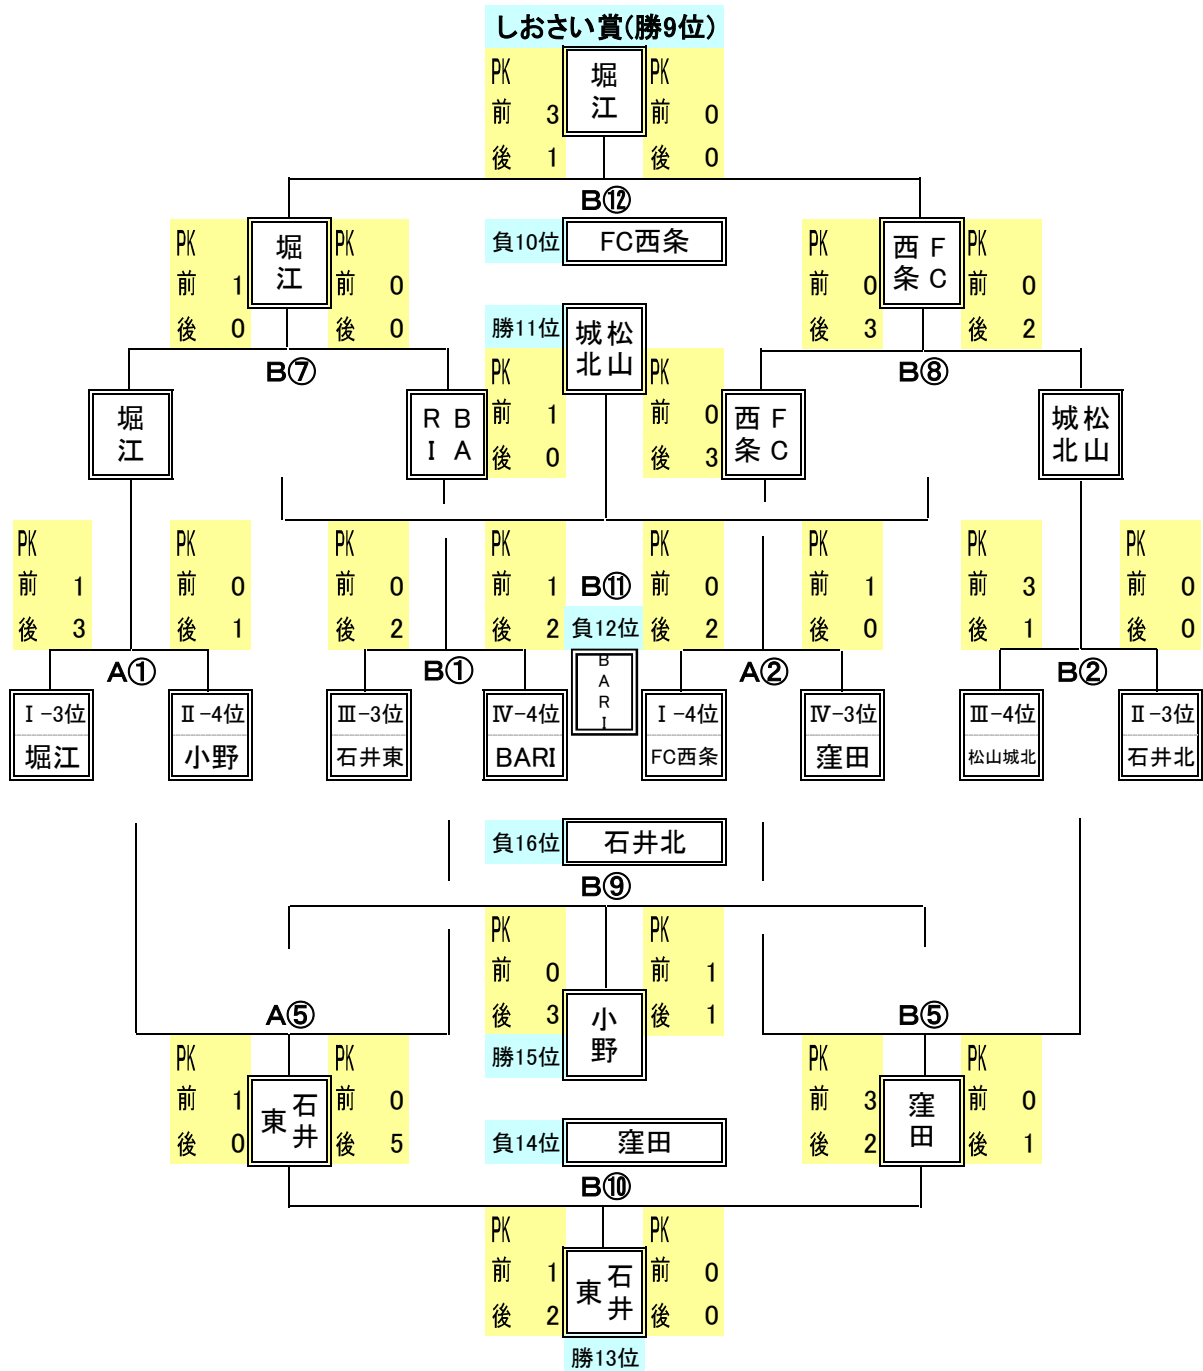 しおさい賞(勝9位)
PK 堀江 PK
前 3 前 0
後 1 後 0
B⑫
PK 堀江 PK 負10位 FC西条 PK FC西条 PK
前 1 前 0 前 0 前 0
後 0 後 0 後 3 後 2
勝11位 松山城北
B⑦ B⑧
PK PK
堀江 BARI 前 1 前 0 FC西条 松山城北
後 0 後 3
PK PK PK PK PK PK PK PK
前 1 前 0 前 0 前 1 B⑪ 前 0 前 1 前 3 前 0
後 3 後 1 後 2 後 2 負12位 後 2 後 0 後 1 後 0
A① B① BARI A② B②
Ⅰ-3位 Ⅱ-4位 Ⅲ-3位 Ⅳ-4位 Ⅰ-4位 Ⅳ-3位 Ⅲ-4位 Ⅱ-3位
堀江 小野 石井東 BARI FC西条 窪田 松山城北 石井北
負16位 石井北
B⑨
PK PK
前 0 前 1
後 3 小野 後 1
A⑤ B⑤
勝15位
PK 石井東 PK PK 窪田 PK
前 1 前 0 前 3 前 0
後 0 後 5 負14位 窪田 後 2 後 1
B⑩
PK PK
前 1 石井東 前 0
後 2 後 0
勝13位